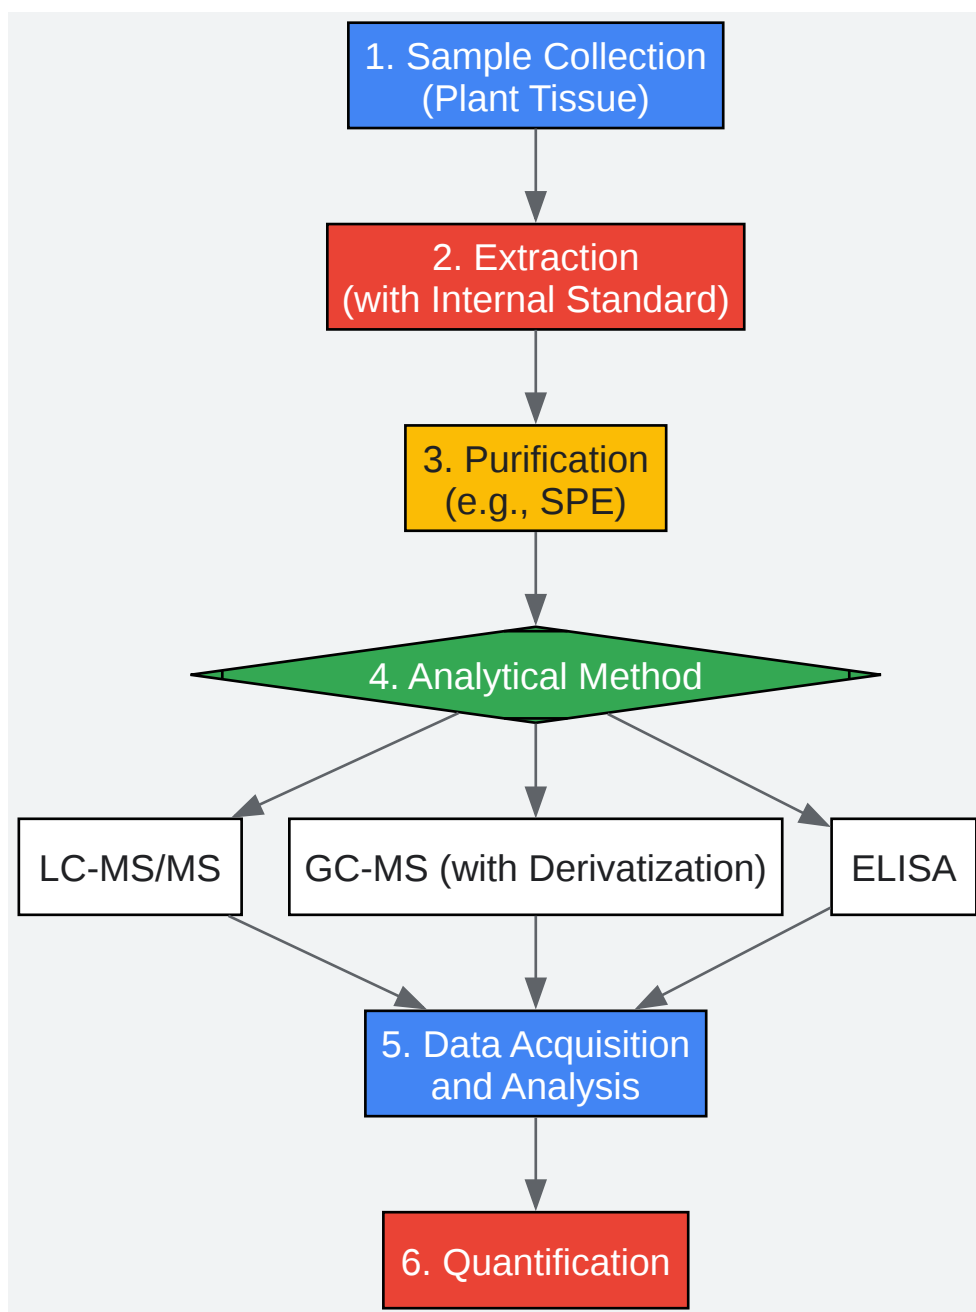 1. Sample Collection
(Plant Tissue)
2. Extraction
(with Internal Standard)
3. Purification
(e.g., SPE)
4. Analytical Method
LC-MS/MS
GC-MS (with Derivatization)
ELISA
5. Data Acquisition
and Analysis
6. Quantification